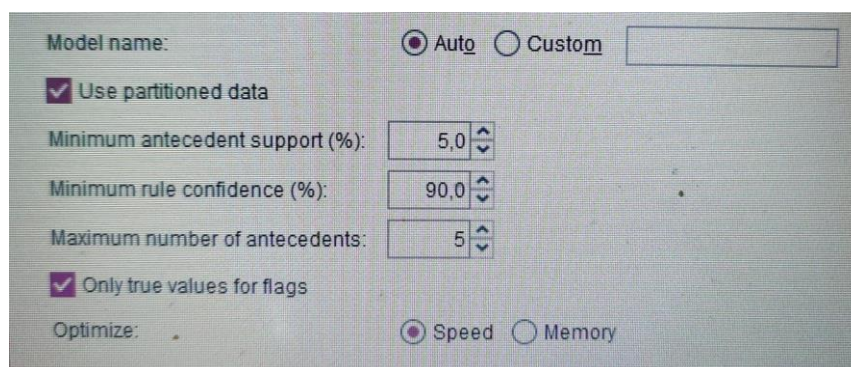 Model name: Auto Custom
Use partitioned data
Minimum antecedent support (%): 5,0
Minimum rule confidence (%): 90,0
Maximum number of antecedents: 5
Only true values for flags
Optimize: Speed Memory